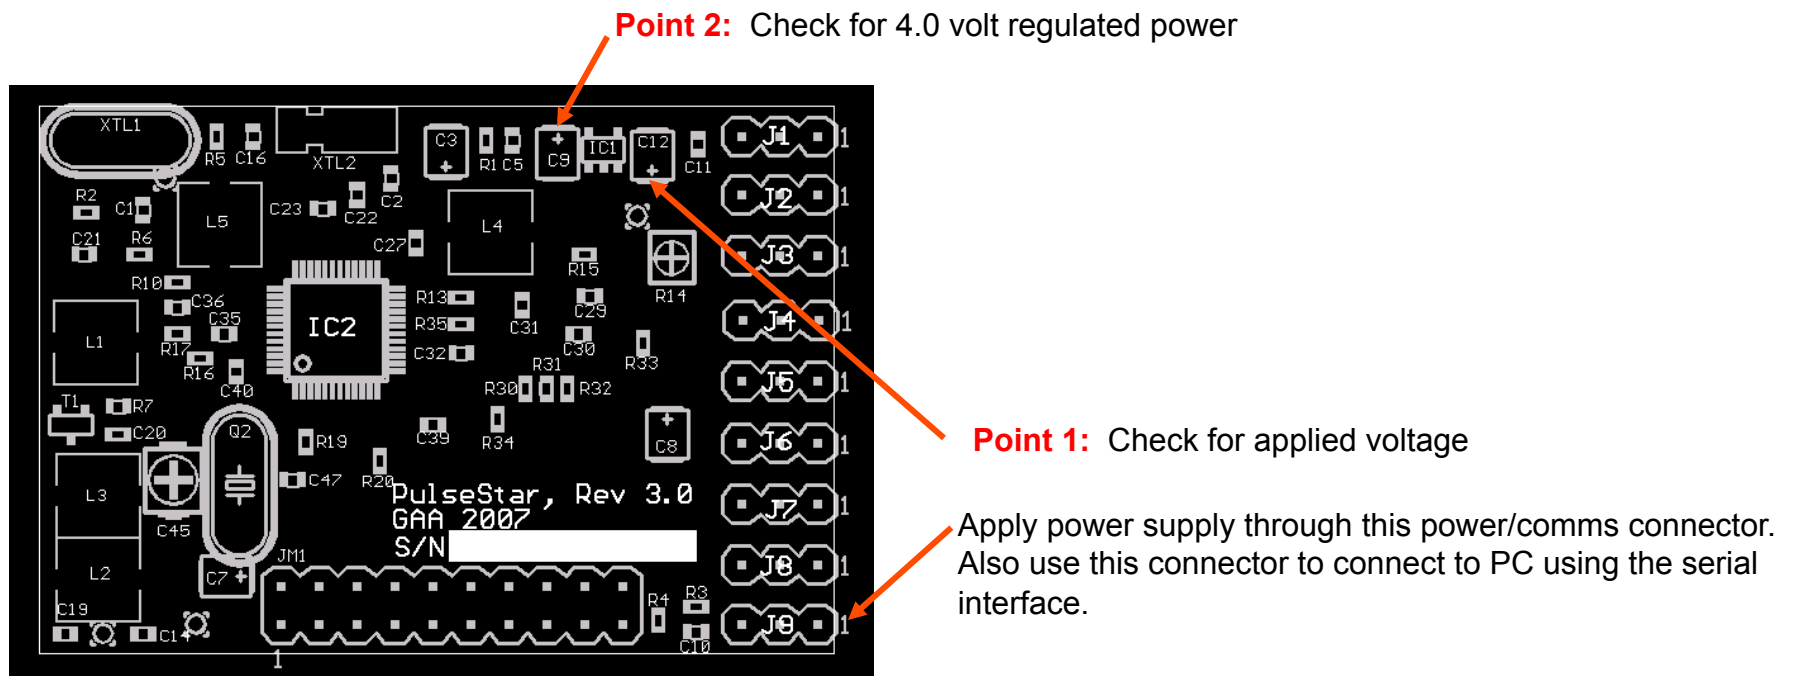 Point 2: Check for 4.0 volt regulated power
XTL1
R5 C16
XTL2
C3
R1 C5
C9
IC1
C12
C11
J1 1
R2
C1
L5
C23
C22
C2
L4
J2 1
C21
R6
C27
R15
R14
J3 1
R10
C36
C35
IC2
R13
R35
C31
C29
J4 1
L1
R17
R16
C32
C30
R33
C40
R31
R30
R32
J5 1
T1
R7
C20
Q2
R19
C39
R34
C8
J6 1
Point 1: Check for applied voltage
L3
C45
C47
R20
PulseStar, Rev 3.0
GAA 2007
S/N
J7 1
Apply power supply through this power/comms connector.
Also use this connector to connect to PC using the serial
interface.
L2
C7
JM1
J8 1
C19
C14
R4
R3
C10
J9 1
1